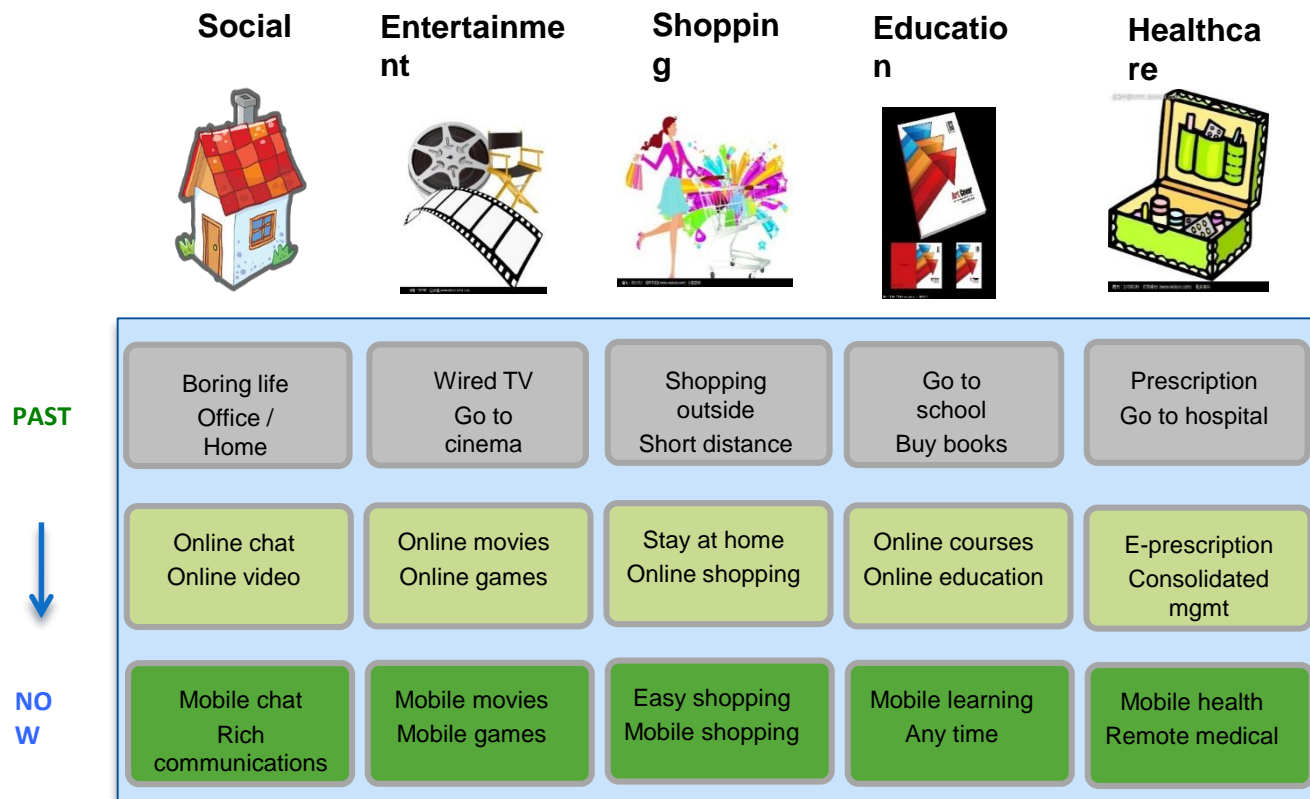 Social
Entertainme
nt
Shoppin
g
Educatio
n
Healthca
re
Art Cover
PAST
Boring life
Office /
Home
Wired TV
Go to
cinema
Shopping
outside
Short distance
Go to
school
Buy books
Prescription
Go to hospital
Online chat
Online video
Online movies
Online games
Stay at home
Online shopping
Online courses
Online education
E-prescription
Consolidated
mgmt
NO
W
Mobile chat
Rich
communications
Mobile movies
Mobile games
Easy shopping
Mobile shopping
Mobile learning
Any time
Mobile health
Remote medical